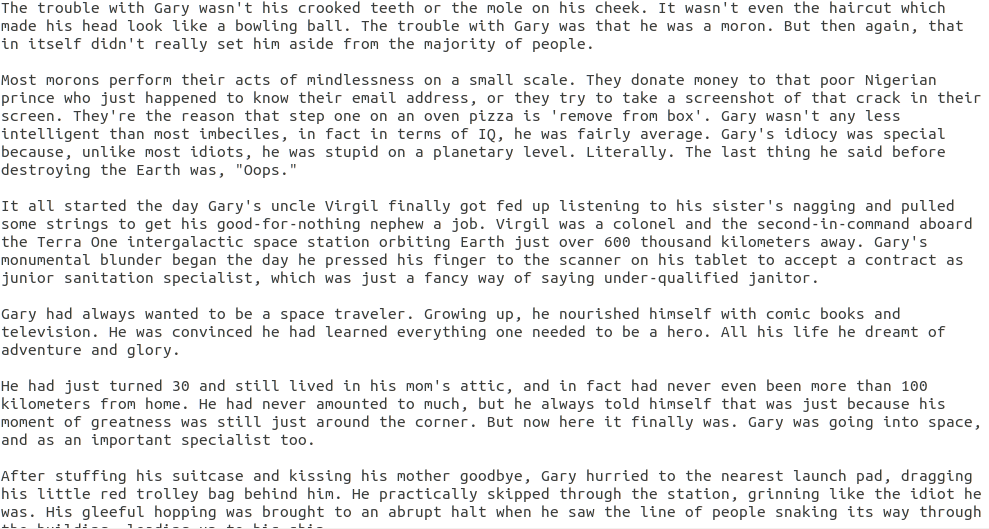 The trouble with Gary wasn't his crooked teeth or the mole on his cheek. It wasn't even the haircut which
made his head look like a bowling ball. The trouble with Gary was that he was a moron. But then again, that
in itself didn't really set him aside from the majority of people.

Most morons perform their acts of mindlessness on a small scale. They donate money to that poor Nigerian
prince who just happened to know their email address, or they try to take a screenshot of that crack in their
screen. They're the reason that step one on an oven pizza is 'remove from box'. Gary wasn't any less
intelligent than most imbeciles, in fact in terms of IQ, he was fairly average. Gary's idiocy was special
because, unlike most idiots, he was stupid on a planetary level. Literally. The last thing he said before
destroying the Earth was, "Oops."

It all started the day Gary's uncle Virgil finally got fed up listening to his sister's nagging and pulled
some strings to get his good-for-nothing nephew a job. Virgil was a colonel and the second-in-command aboard
the Terra One intergalactic space station orbiting Earth just over 600 thousand kilometers away. Gary's
monumental blunder began the day he pressed his finger to the scanner on his tablet to accept a contract as
junior sanitation specialist, which was just a fancy way of saying under-qualified janitor.

Gary had always wanted to be a space traveler. Growing up, he nourished himself with comic books and
television. He was convinced he had learned everything one needed to be a hero. All his life he dreamt of
adventure and glory.

He had just turned 30 and still lived in his mom's attic, and in fact had never even been more than 100
kilometers from home. He had never amounted to much, but he always told himself that was just because his
moment of greatness was still just around the corner. But now here it finally was. Gary was going into space,
and as an important specialist too.

After stuffing his suitcase and kissing his mother goodbye, Gary hurried to the nearest launch pad, dragging
his little red trolley bag behind him. He practically skipped through the station, grinning like the idiot he
was. His gleeful hopping was brought to an abrupt halt when he saw the line of people snaking its way through
the building, leading up to his ship.